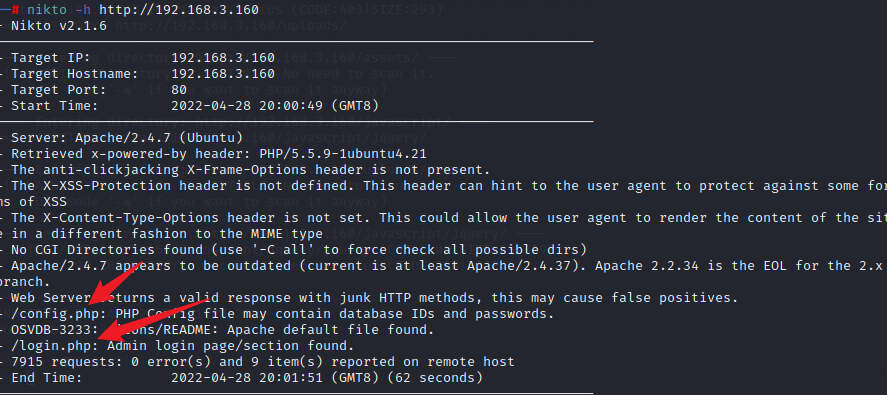 # nikto -h http://192.168.3.160
- Nikto v2.1.6
- Target IP: 192.168.3.160
- Target Hostname: 192.168.3.160
- Target Port: 80
- Start Time: 2022-04-28 20:00:49 (GMT8)
- Server: Apache/2.4.7 (Ubuntu)
- Retrieved x-powered-by header: PHP/5.5.9-1ubuntu4.21
- The anti-clickjacking X-Frame-Options header is not present.
- The X-XSS-Protection header is not defined. This header can hint to the user agent to protect against some for
ms of XSS
- The X-Content-Type-Options header is not set. This could allow the user agent to render the content of the sit
e in a different fashion to the MIME type
- No CGI Directories found (use '-C all' to force check all possible dirs)
- Apache/2.4.7 appears to be outdated (current is at least Apache/2.4.37). Apache 2.2.34 is the EOL for the 2.x
branch.
- Web Server returns a valid response with junk HTTP methods, this may cause false positives.
- /config.php: PHP Config file may contain database IDs and passwords.
- OSVDB-3233: /icons/README: Apache default file found.
- /login.php: Admin login page/section found.
- 7915 requests: 0 error(s) and 9 item(s) reported on remote host
- End Time: 2022-04-28 20:01:51 (GMT8) (62 seconds)